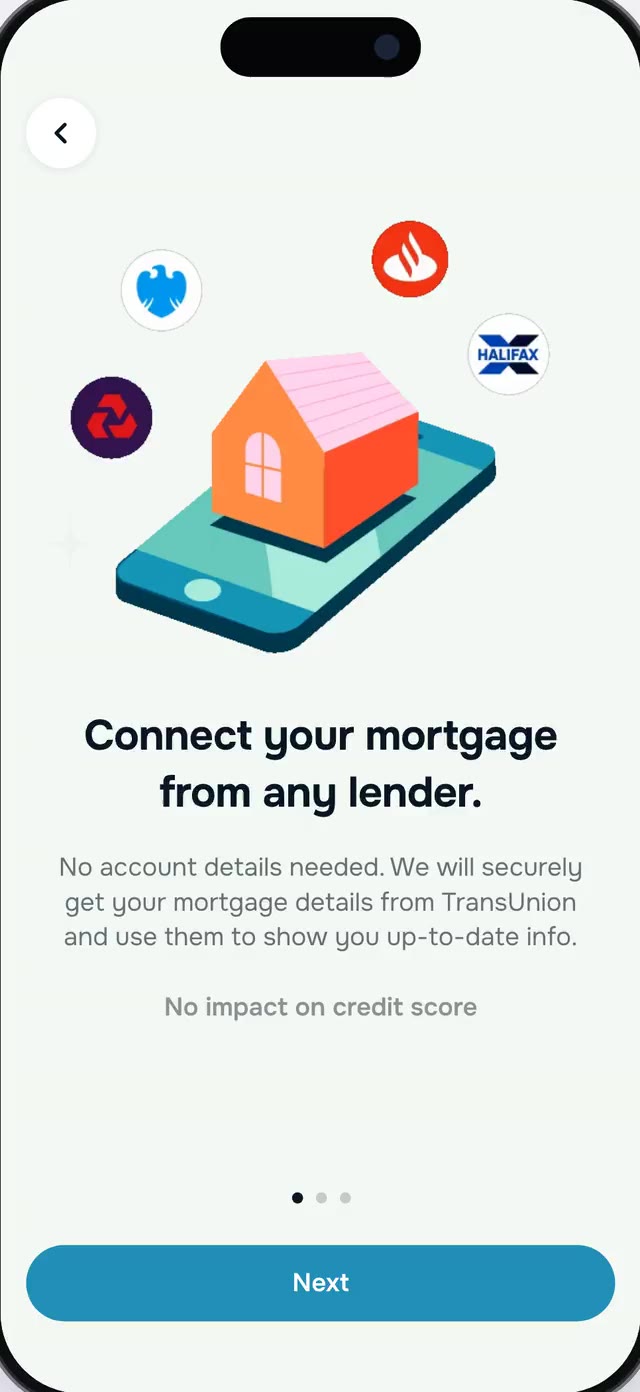 HALIFAX
Connect your mortgage
from any lender.
No account details needed. We will securely
get your mortgage details from TransUnion
and use them to show you up-to-date info.
No impact on credit score
Next